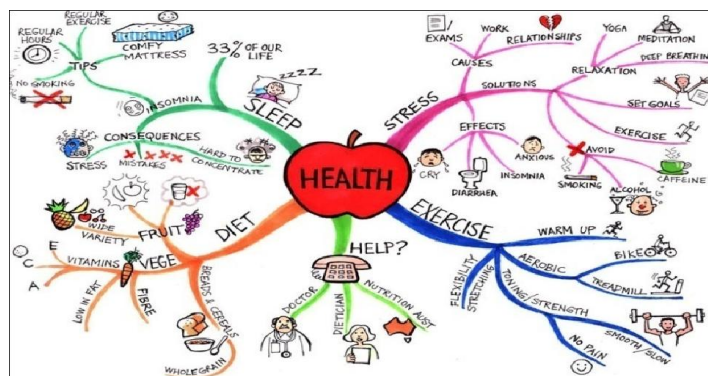 HEALTH
SLEEP
33% OF OUR
LIFE
ZZZZ
INSOMNIA
TIPS
REGULAR
HOURS
REGULAR
EXERCISE
COMFY
MATTRESS
NO SMOKING
CONSEQUENCES
STRESS
MISTAKES
HARD TO
CONCENTRATE
STRESS
CAUSES
EXAMS
WORK
RELATIONSHIPS
SOLUTIONS
RELAXATION
YOGA
MEDITATION
DEEP BREATHING
SET GOALS
EXERCISE
AVOID
SMOKING
ALCOHOL
CAFFEINE
EFFECTS
CRY
DIARRHEA
INSOMNIA
ANXIOUS
DIET
FRUIT
WIDE
VARIETY
VEGE
VITAMINS
E
C
A
LOW IN FAT
FIBRE
BREADS & CEREALS
WHOLEGRAIN
HELP?
DOCTOR
DIETICIAN
NUTRITION AUST
EXERCISE
WARM UP
AEROBIC
BIKE
TREADMILL
TONING/STRENGTH
SMOOTH/SLOW
NO PAIN
FLEXIBILITY
STRETCHING